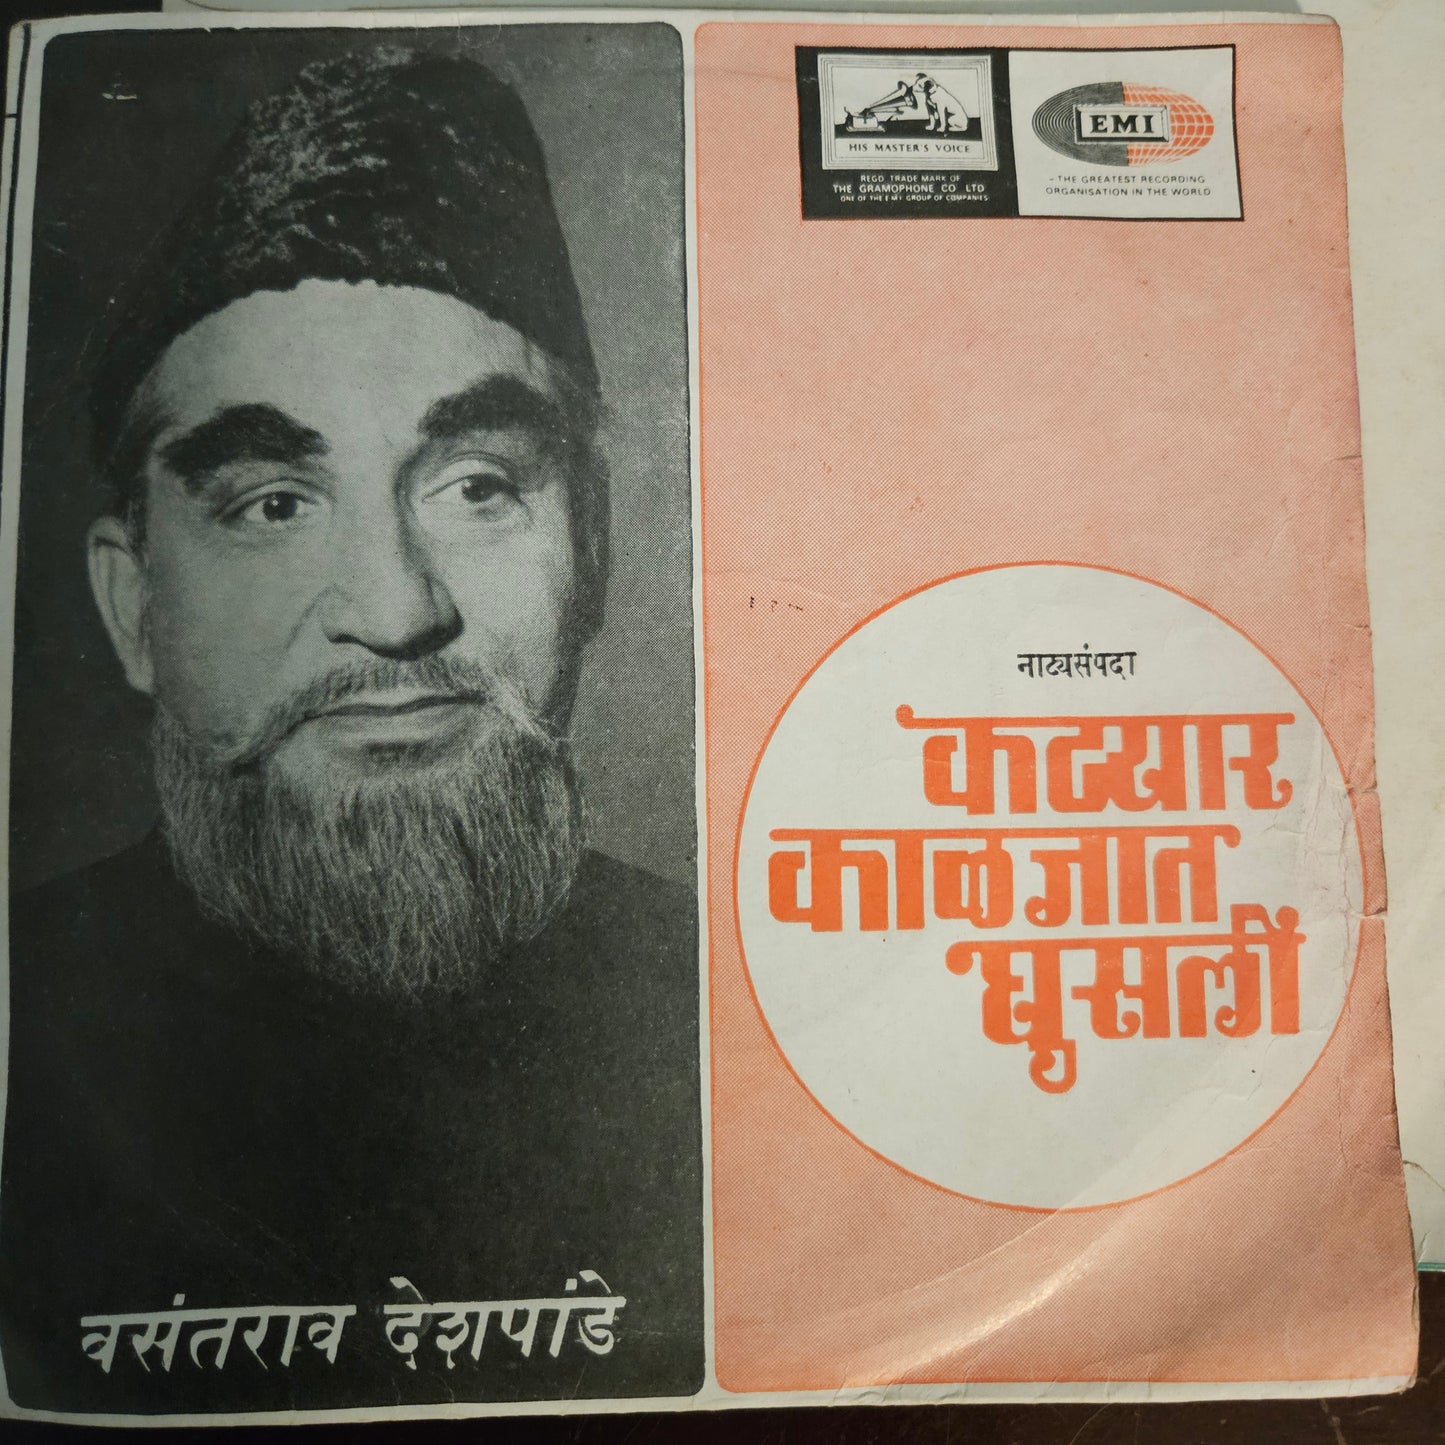 HIS MASTER'S VOICE
REGD. TRADE MARK OF
THE GRAMOPHONE CO LTD
ONE OF THE EMI GROUP OF COMPANIES
EMI
-THE GREATEST RECORDING
ORGANISATION IN THE WORLD
नाट्यसंपदा
कट्यार
काळजात
घुसली
वसंतराव देशपांडे